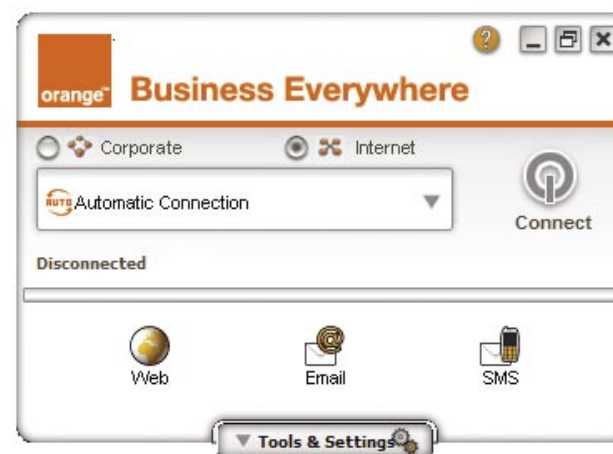 ?
orange™
Business Everywhere
Corporate
Internet
AUTO Automatic Connection
Connect
Disconnected
Web
Email
SMS
Tools & Settings